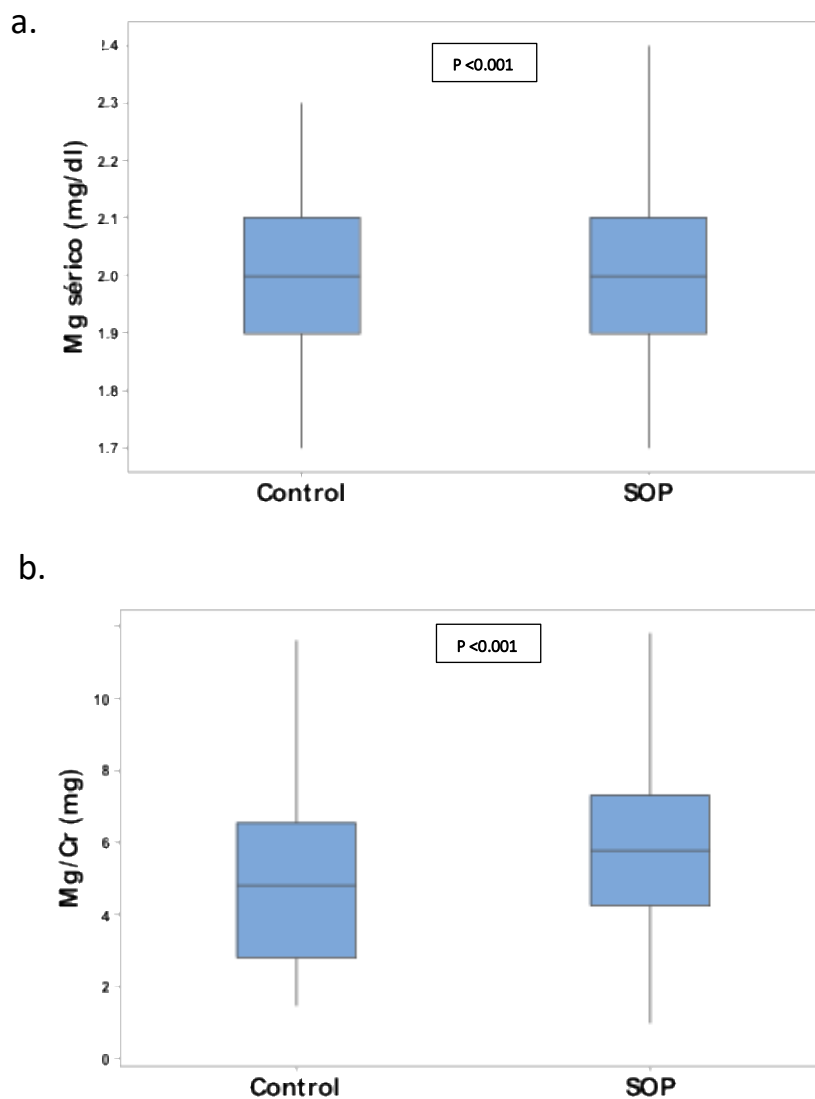 a.
P <0.001
Mg sérico (mg/dl)
2.3
2.2
2.1
2.0
1.9
1.8
1.7
Control SOP
b.
P <0.001
Mg/Cr (mg)
10
8
6
4
2
0
Control SOP